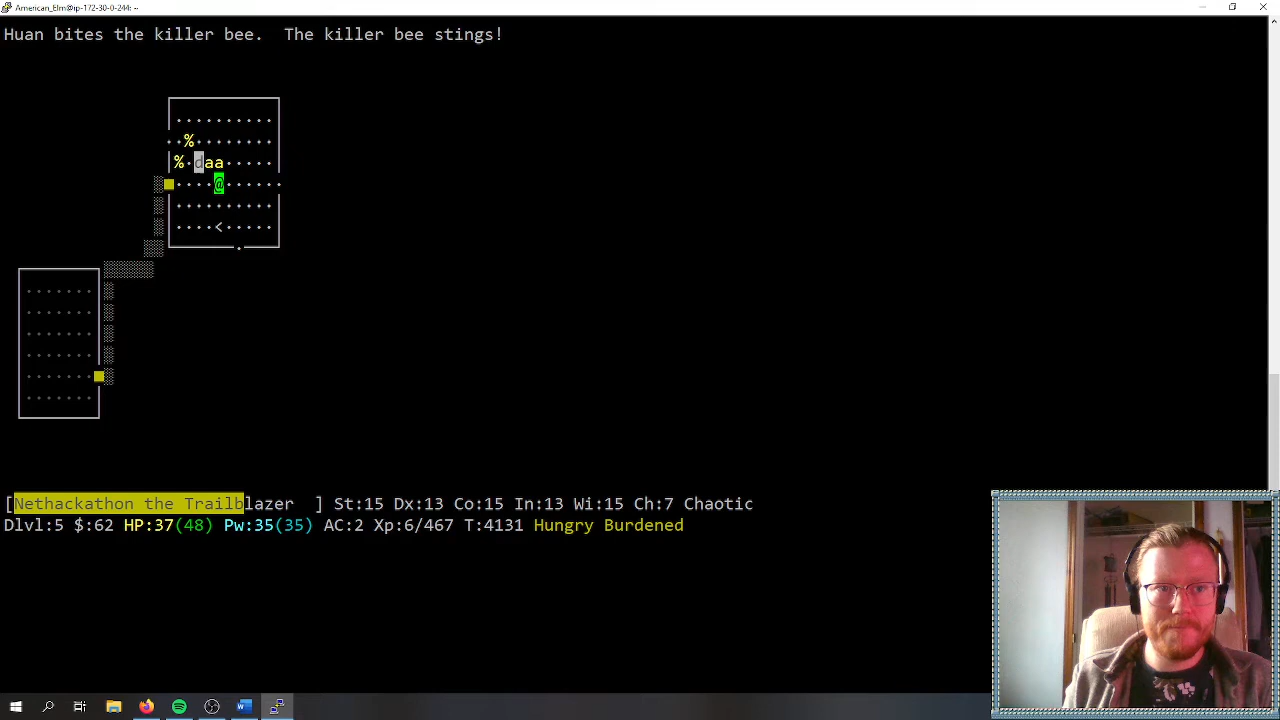 American_Elm@ip-172-30-0-244: ~
Huan bites the killer bee.  The killer bee stings!
%
% daa
@
<
[Nethackathon the Trailblazer  ] St:15 Dx:13 Co:15 In:13 Wi:15 Ch:7 Chaotic
Dlvl:5 $:62 HP:37(48) Pw:35(35) AC:2 Xp:6/467 T:4131 Hungry Burdened